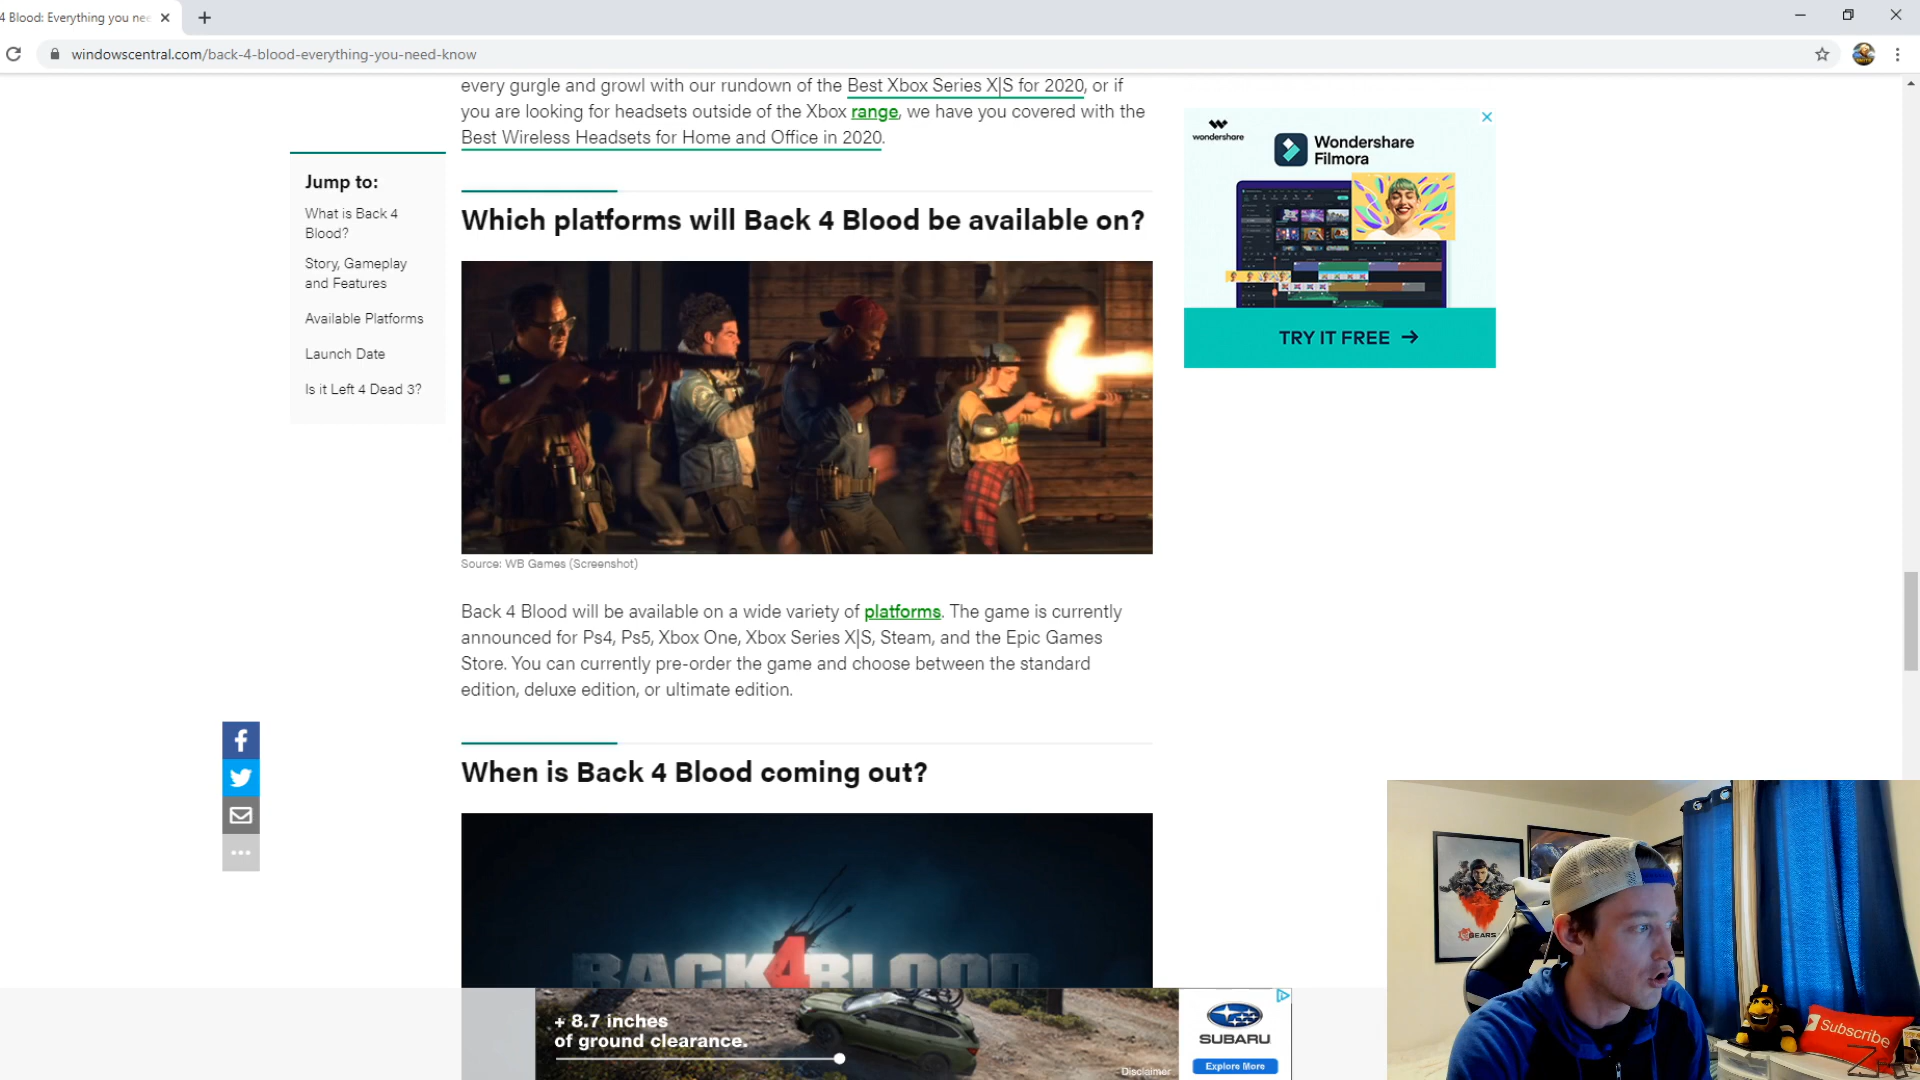 4 Blood: Everything you nee
windowscentral.com/back-4-blood-everything-you-need-know
every gurgle and growl with our rundown of the Best Xbox Series X|S for 2020, or if
you are looking for headsets outside of the Xbox range, we have you covered with the
Best Wireless Headsets for Home and Office in 2020.
Jump to:
What is Back 4
Blood?
Story, Gameplay
and Features
Available Platforms
Launch Date
Is it Left 4 Dead 3?
Which platforms will Back 4 Blood be available on?
Source: WB Games (Screenshot)
Back 4 Blood will be available on a wide variety of platforms. The game is currently
announced for Ps4, Ps5, Xbox One, Xbox Series X|S, Steam, and the Epic Games
Store. You can currently pre-order the game and choose between the standard
edition, deluxe edition, or ultimate edition.
When is Back 4 Blood coming out?
BACK 4 BLOOD
wondershare
Wondershare
Filmora
TRY IT FREE →
+ 8.7 inches
of ground clearance.
Disclaimer
SUBARU
Explore More
GEARS
Subscribe